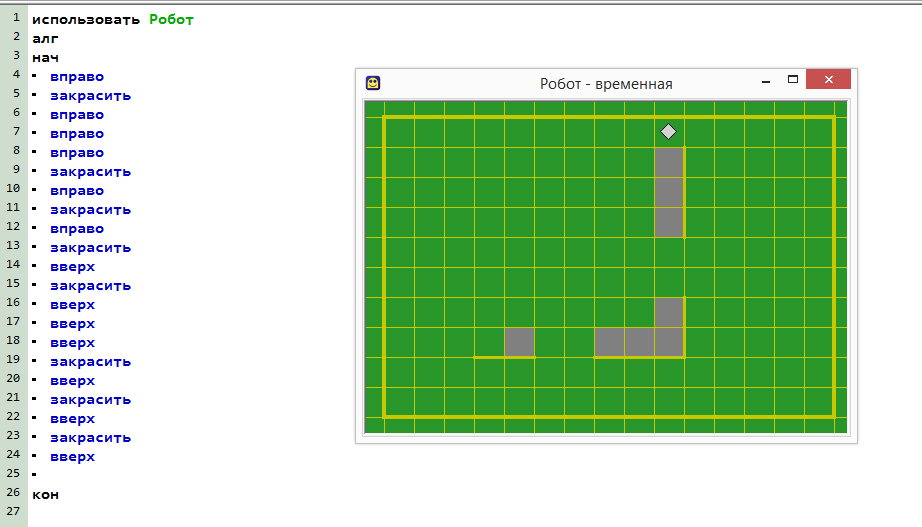 1 использовать Робот
2 алг
3 нач
4 вправо
5 закрасить
6 вправо
7 вправо
8 вправо
9 закрасить
10 вправо
11 закрасить
12 вправо
13 закрасить
14 вверх
15 закрасить
16 вверх
17 вверх
18 вверх
19 закрасить
20 вверх
21 закрасить
22 вверх
23 закрасить
24 вверх
25
26 кон
27
Робот - временная